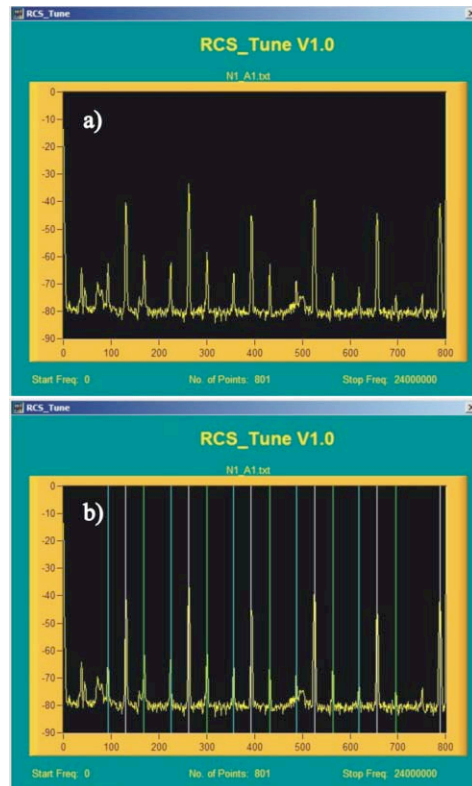 RCS_Tune
RCS_Tune V1.0
N1_A1.txt
a)
0
-10
-20
-30
-40
-50
-60
-70
-80
-90
0 100 200 300 400 500 600 700 800
Start Freq: 0 No. of Points: 801 Stop Freq: 24000000
RCS_Tune
RCS_Tune V1.0
N1_A1.txt
b)
0
-10
-20
-30
-40
-50
-60
-70
-80
-90
0 100 200 300 400 500 600 700 800
Start Freq: 0 No. of Points: 801 Stop Freq: 24000000